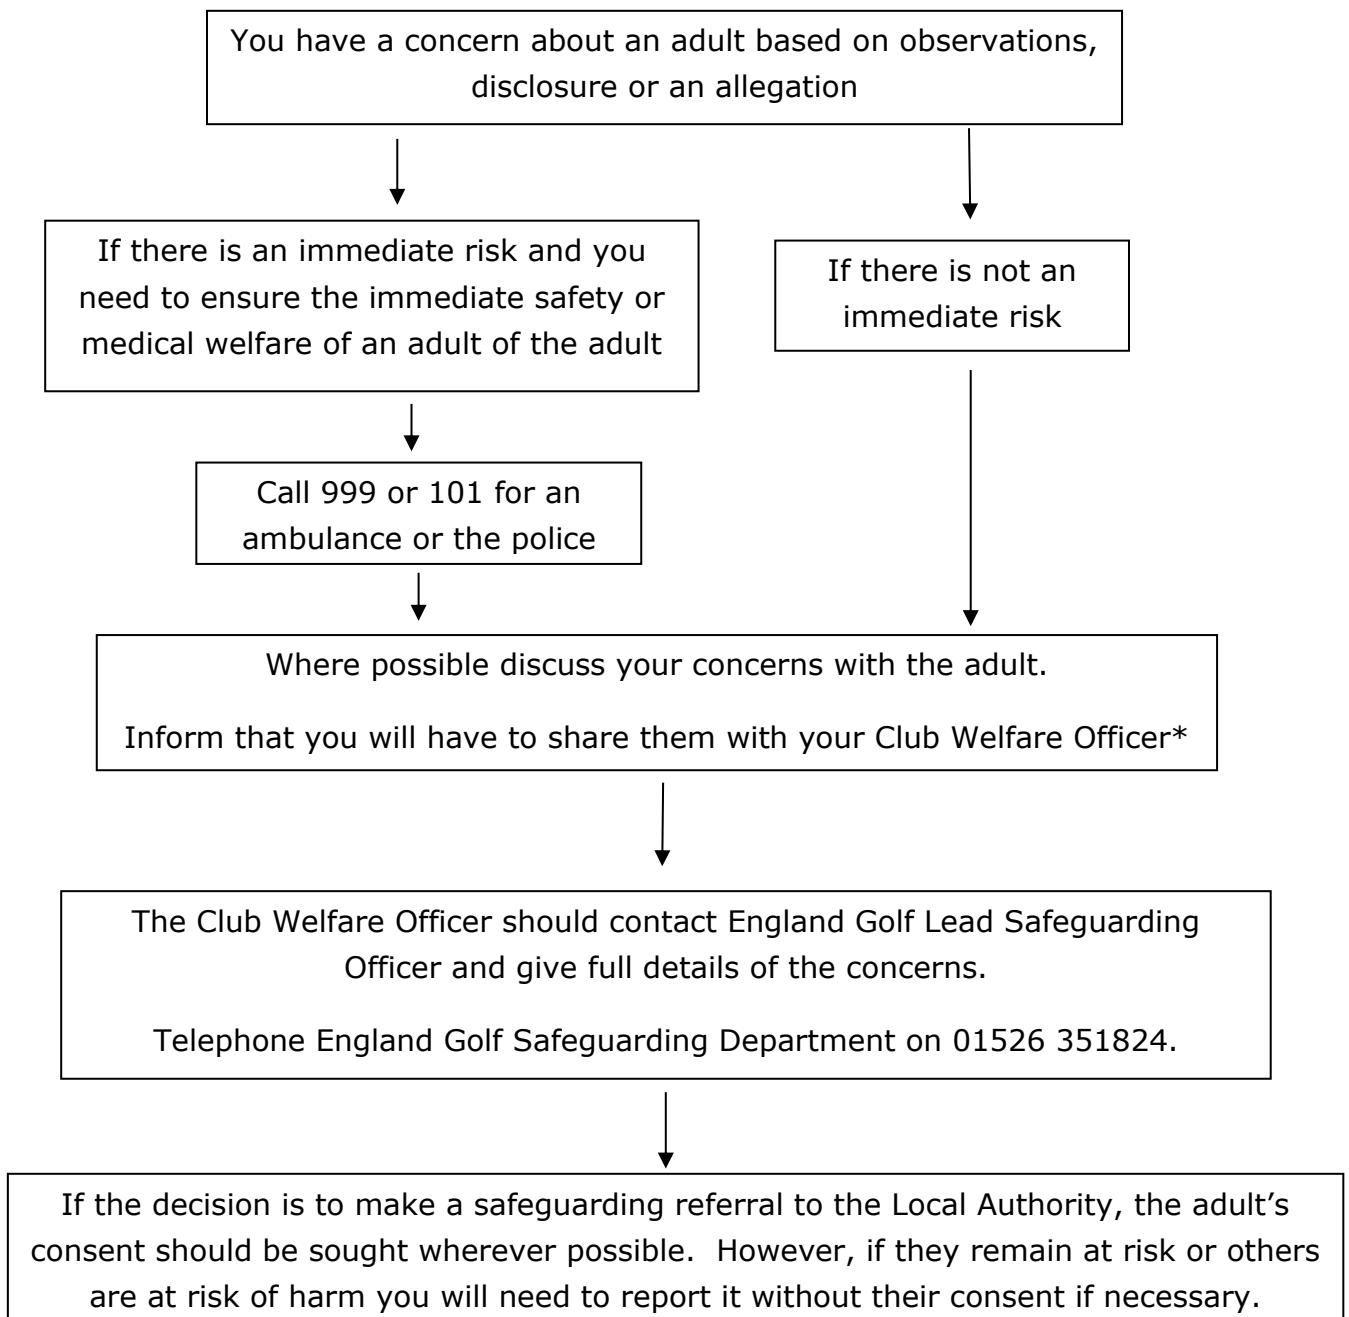 You have a concern about an adult based on observations,
disclosure or an allegation
If there is an immediate risk and you
need to ensure the immediate safety or
medical welfare of an adult of the adult
If there is not an
immediate risk
Call 999 or 101 for an
ambulance or the police
Where possible discuss your concerns with the adult.
Inform that you will have to share them with your Club Welfare Officer*
The Club Welfare Officer should contact England Golf Lead Safeguarding
Officer and give full details of the concerns.
Telephone England Golf Safeguarding Department on 01526 351824.
If the decision is to make a safeguarding referral to the Local Authority, the adult’s
consent should be sought wherever possible.  However, if they remain at risk or others
are at risk of harm you will need to report it without their consent if necessary.